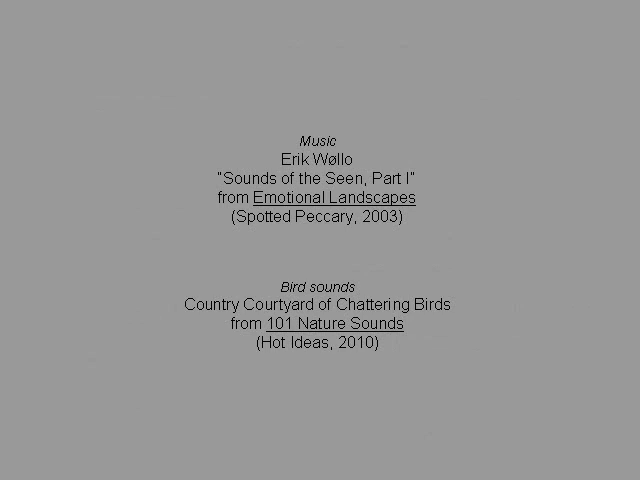 Music
Erik Wøllo
“Sounds of the Seen, Part I”
from Emotional Landscapes
(Spotted Peccary, 2003)
Bird sounds
Country Courtyard of Chattering Birds
from 101 Nature Sounds
(Hot Ideas, 2010)